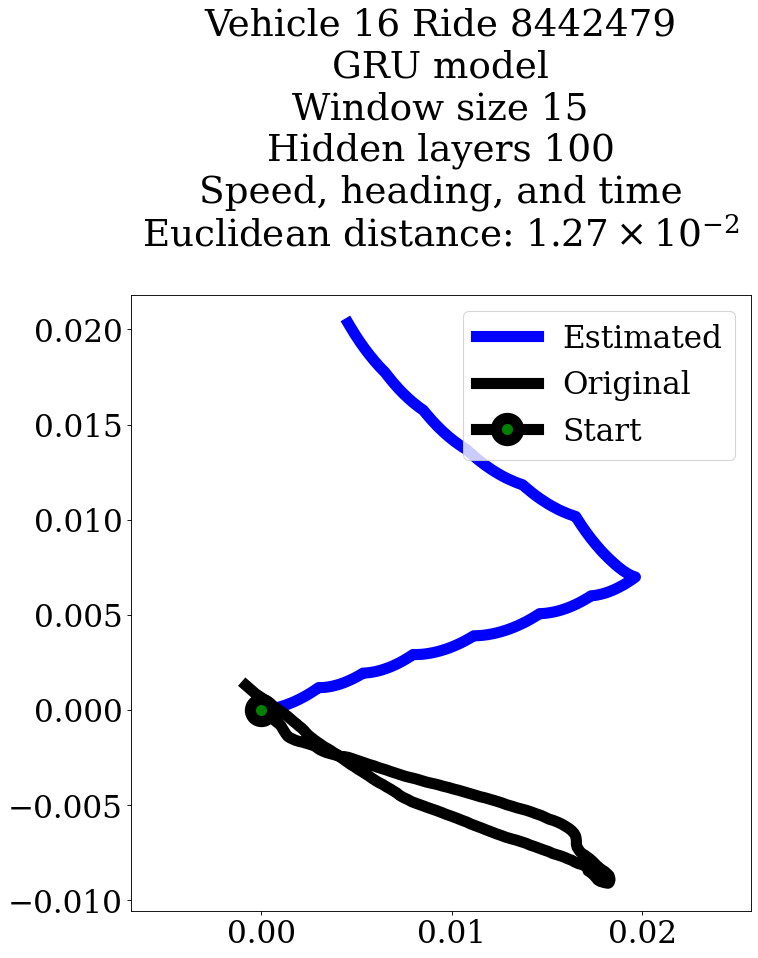 Vehicle 16 Ride 8442479
GRU model
Window size 15
Hidden layers 100
Speed, heading, and time
Euclidean distance: 1.27 × 10⁻²
Estimated
Original
Start
0.020
0.015
0.010
0.005
0.000
−0.005
−0.010
0.00 0.01 0.02